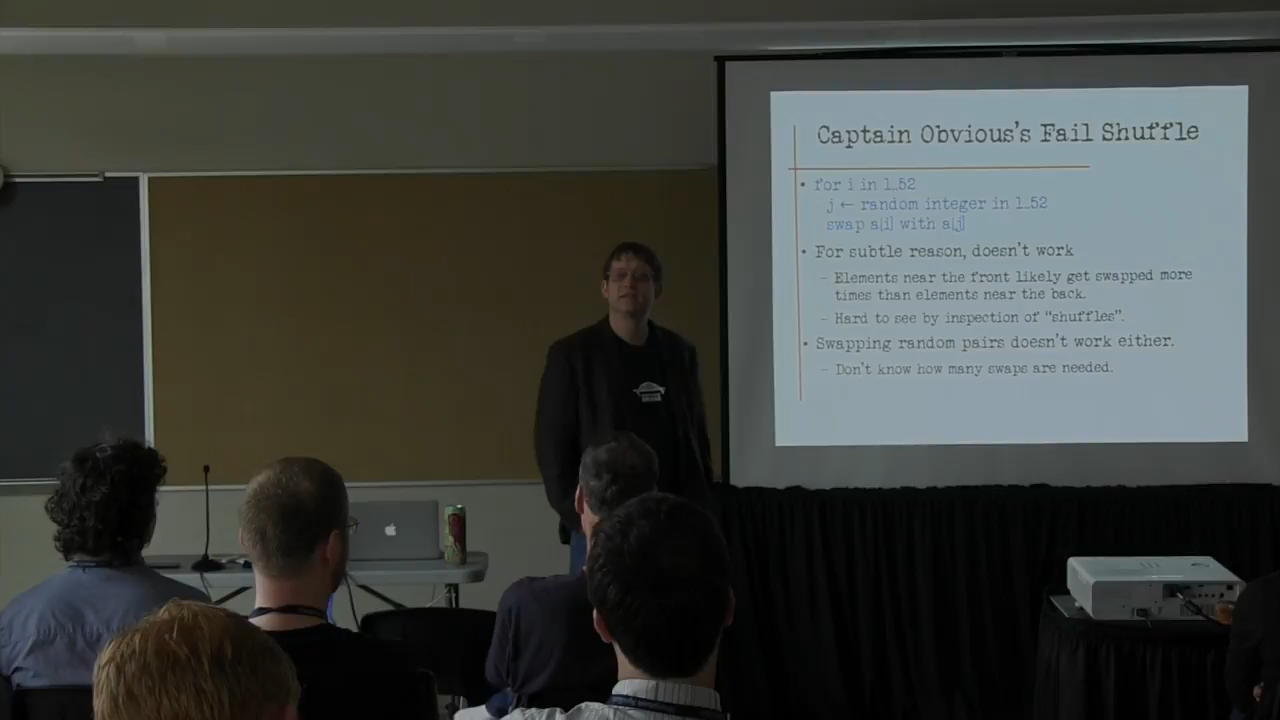 Captain Obvious's Fail Shuffle
• for i in 1..52
j ← random integer in 1..52
swap a[i] with a[j]
• For subtle reason, doesn't work
– Elements near the front likely get swapped more
times than elements near the back.
– Hard to see by inspection of "shuffles".
• Swapping random pairs doesn't work either.
– Don't know how many swaps are needed.